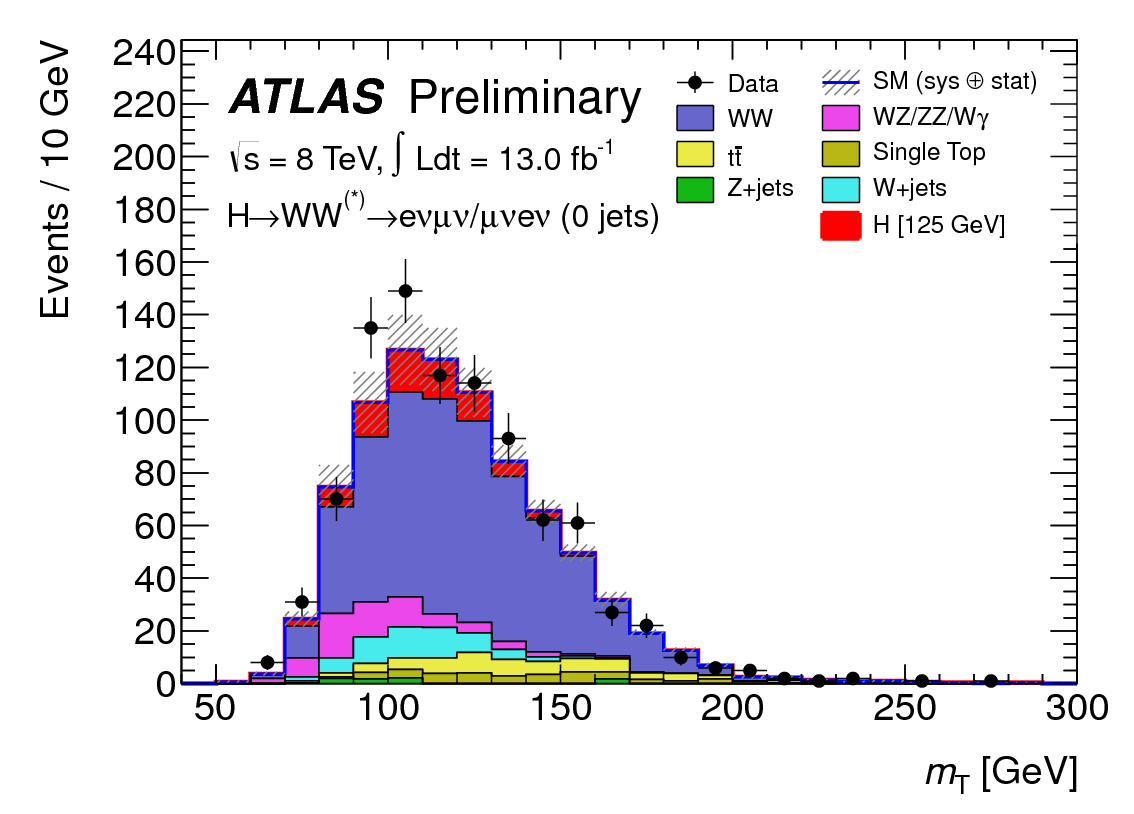 Events / 10 GeV
240
220
200
180
160
140
120
100
80
60
40
20
0
ATLAS Preliminary
√s = 8 TeV, ∫ Ldt = 13.0 fb⁻¹
H→WW⁽*⁾→eνμν/μνeν (0 jets)
Data
WW
tt̄
Z+jets
SM (sys ⊕ stat)
WZ/ZZ/Wγ
Single Top
W+jets
H [125 GeV]
50 100 150 200 250 300
m_T [GeV]